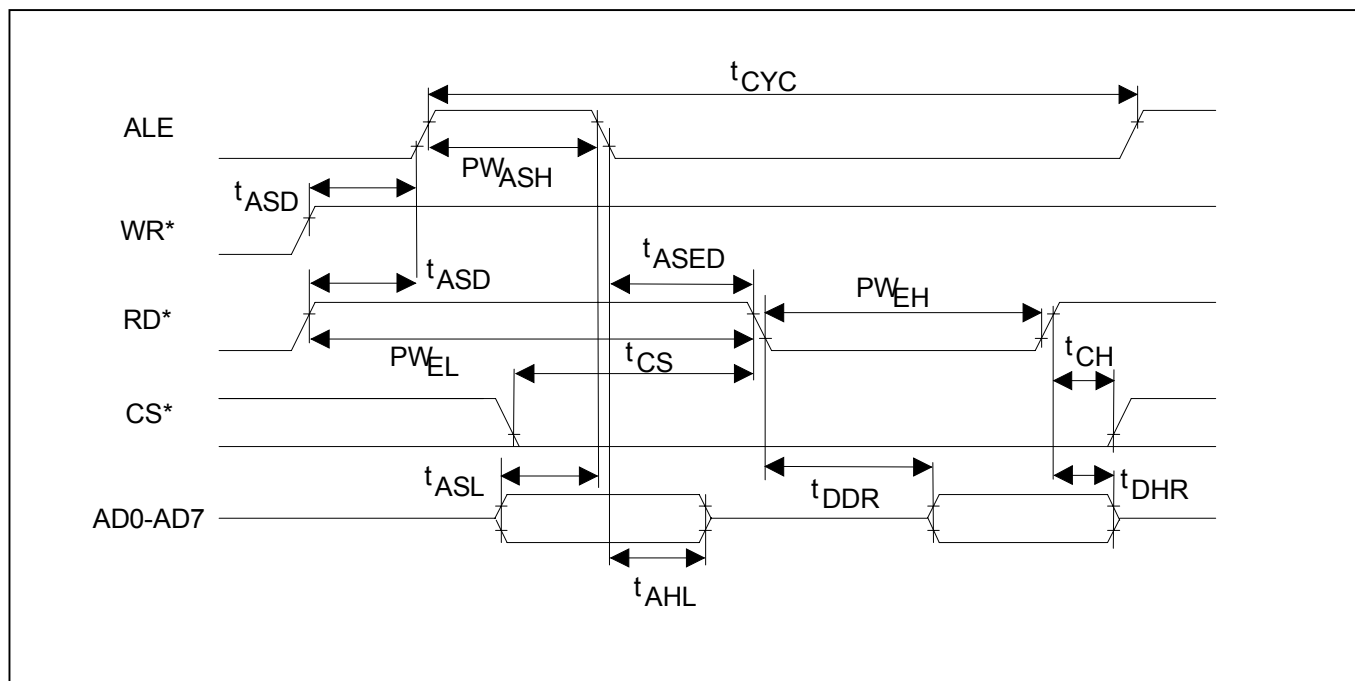 tCYC
ALE
PWASH
tASD
WR*
tASED
tASD
PWEH
RD*
PWEL
tCS
tCH
CS*
tASL
tDDR
tDHR
AD0-AD7
tAHL